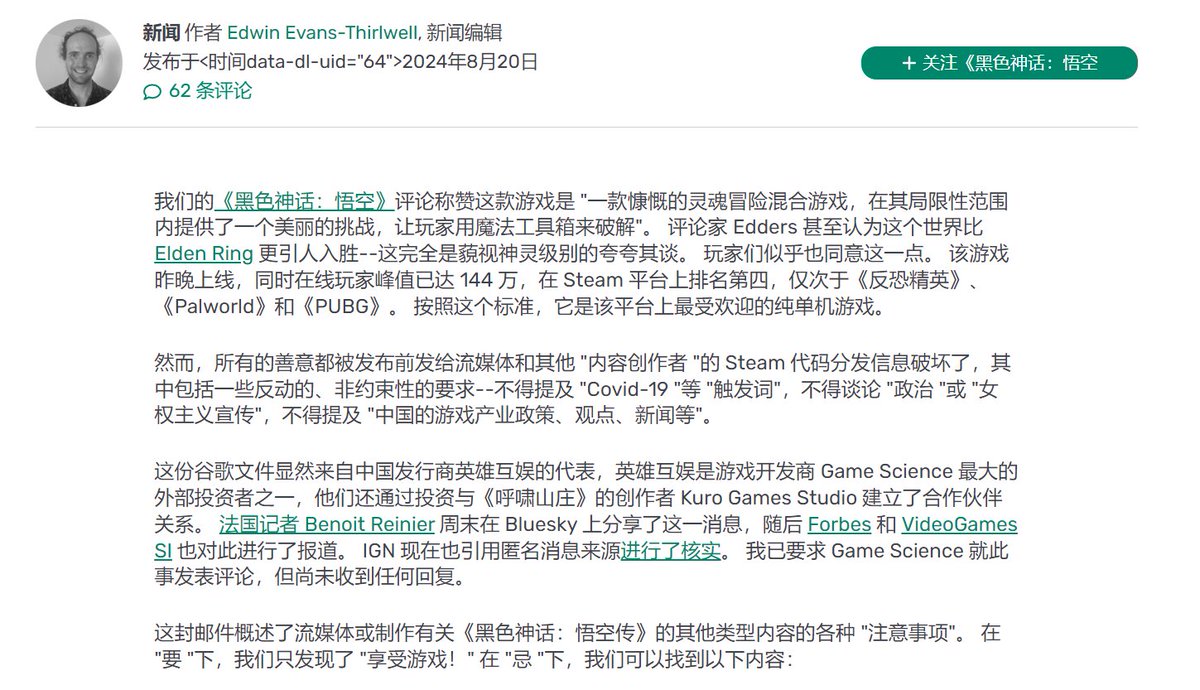 新闻 作者 Edwin Evans-Thirlwell, 新闻编辑
发布于<时间data-dl-uid="64">2024年8月20日
62 条评论
+ 关注《黑色神话：悟空
我们的《黑色神话：悟空》评论称赞这款游戏是 "一款慷慨的灵魂冒险混合游戏，在其局限性范围
内提供了一个美丽的挑战，让玩家用魔法工具箱来破解"。 评论家 Edders 甚至认为这个世界比
Elden Ring 更引人入胜--这完全是藐视神灵级别的夸夸其谈。 玩家们似乎也同意这一点。 该游戏
昨晚上线，同时在线玩家峰值已达 144 万，在 Steam 平台上排名第四，仅次于《反恐精英》、
《Palworld》和《PUBG》。 按照这个标准，它是该平台上最受欢迎的纯单机游戏。
然而，所有的善意都被发布前发给流媒体和其他 "内容创作者 "的 Steam 代码分发信息破坏了，其
中包括一些反动的、非约束性的要求--不得提及 "Covid-19 "等 "触发词"，不得谈论 "政治 "或 "女
权主义宣传"，不得提及 "中国的游戏产业政策、观点、新闻等"。
这份谷歌文件显然来自中国发行商英雄互娱的代表，英雄互娱是游戏开发商 Game Science 最大的
外部投资者之一，他们还通过投资与《呼啸山庄》的创作者 Kuro Games Studio 建立了合作伙伴
关系。 法国记者 Benoit Reinier 周末在 Bluesky 上分享了这一消息，随后 Forbes 和 VideoGames
SI 也对此进行了报道。 IGN 现在也引用匿名消息来源进行了核实。 我已要求 Game Science 就此
事发表评论，但尚未收到任何回复。
这封邮件概述了流媒体或制作有关《黑色神话：悟空传》的其他类型内容的各种 "注意事项"。 在
"要 "下，我们只发现了 "享受游戏！" 在 "忌 "下，我们可以找到以下内容：